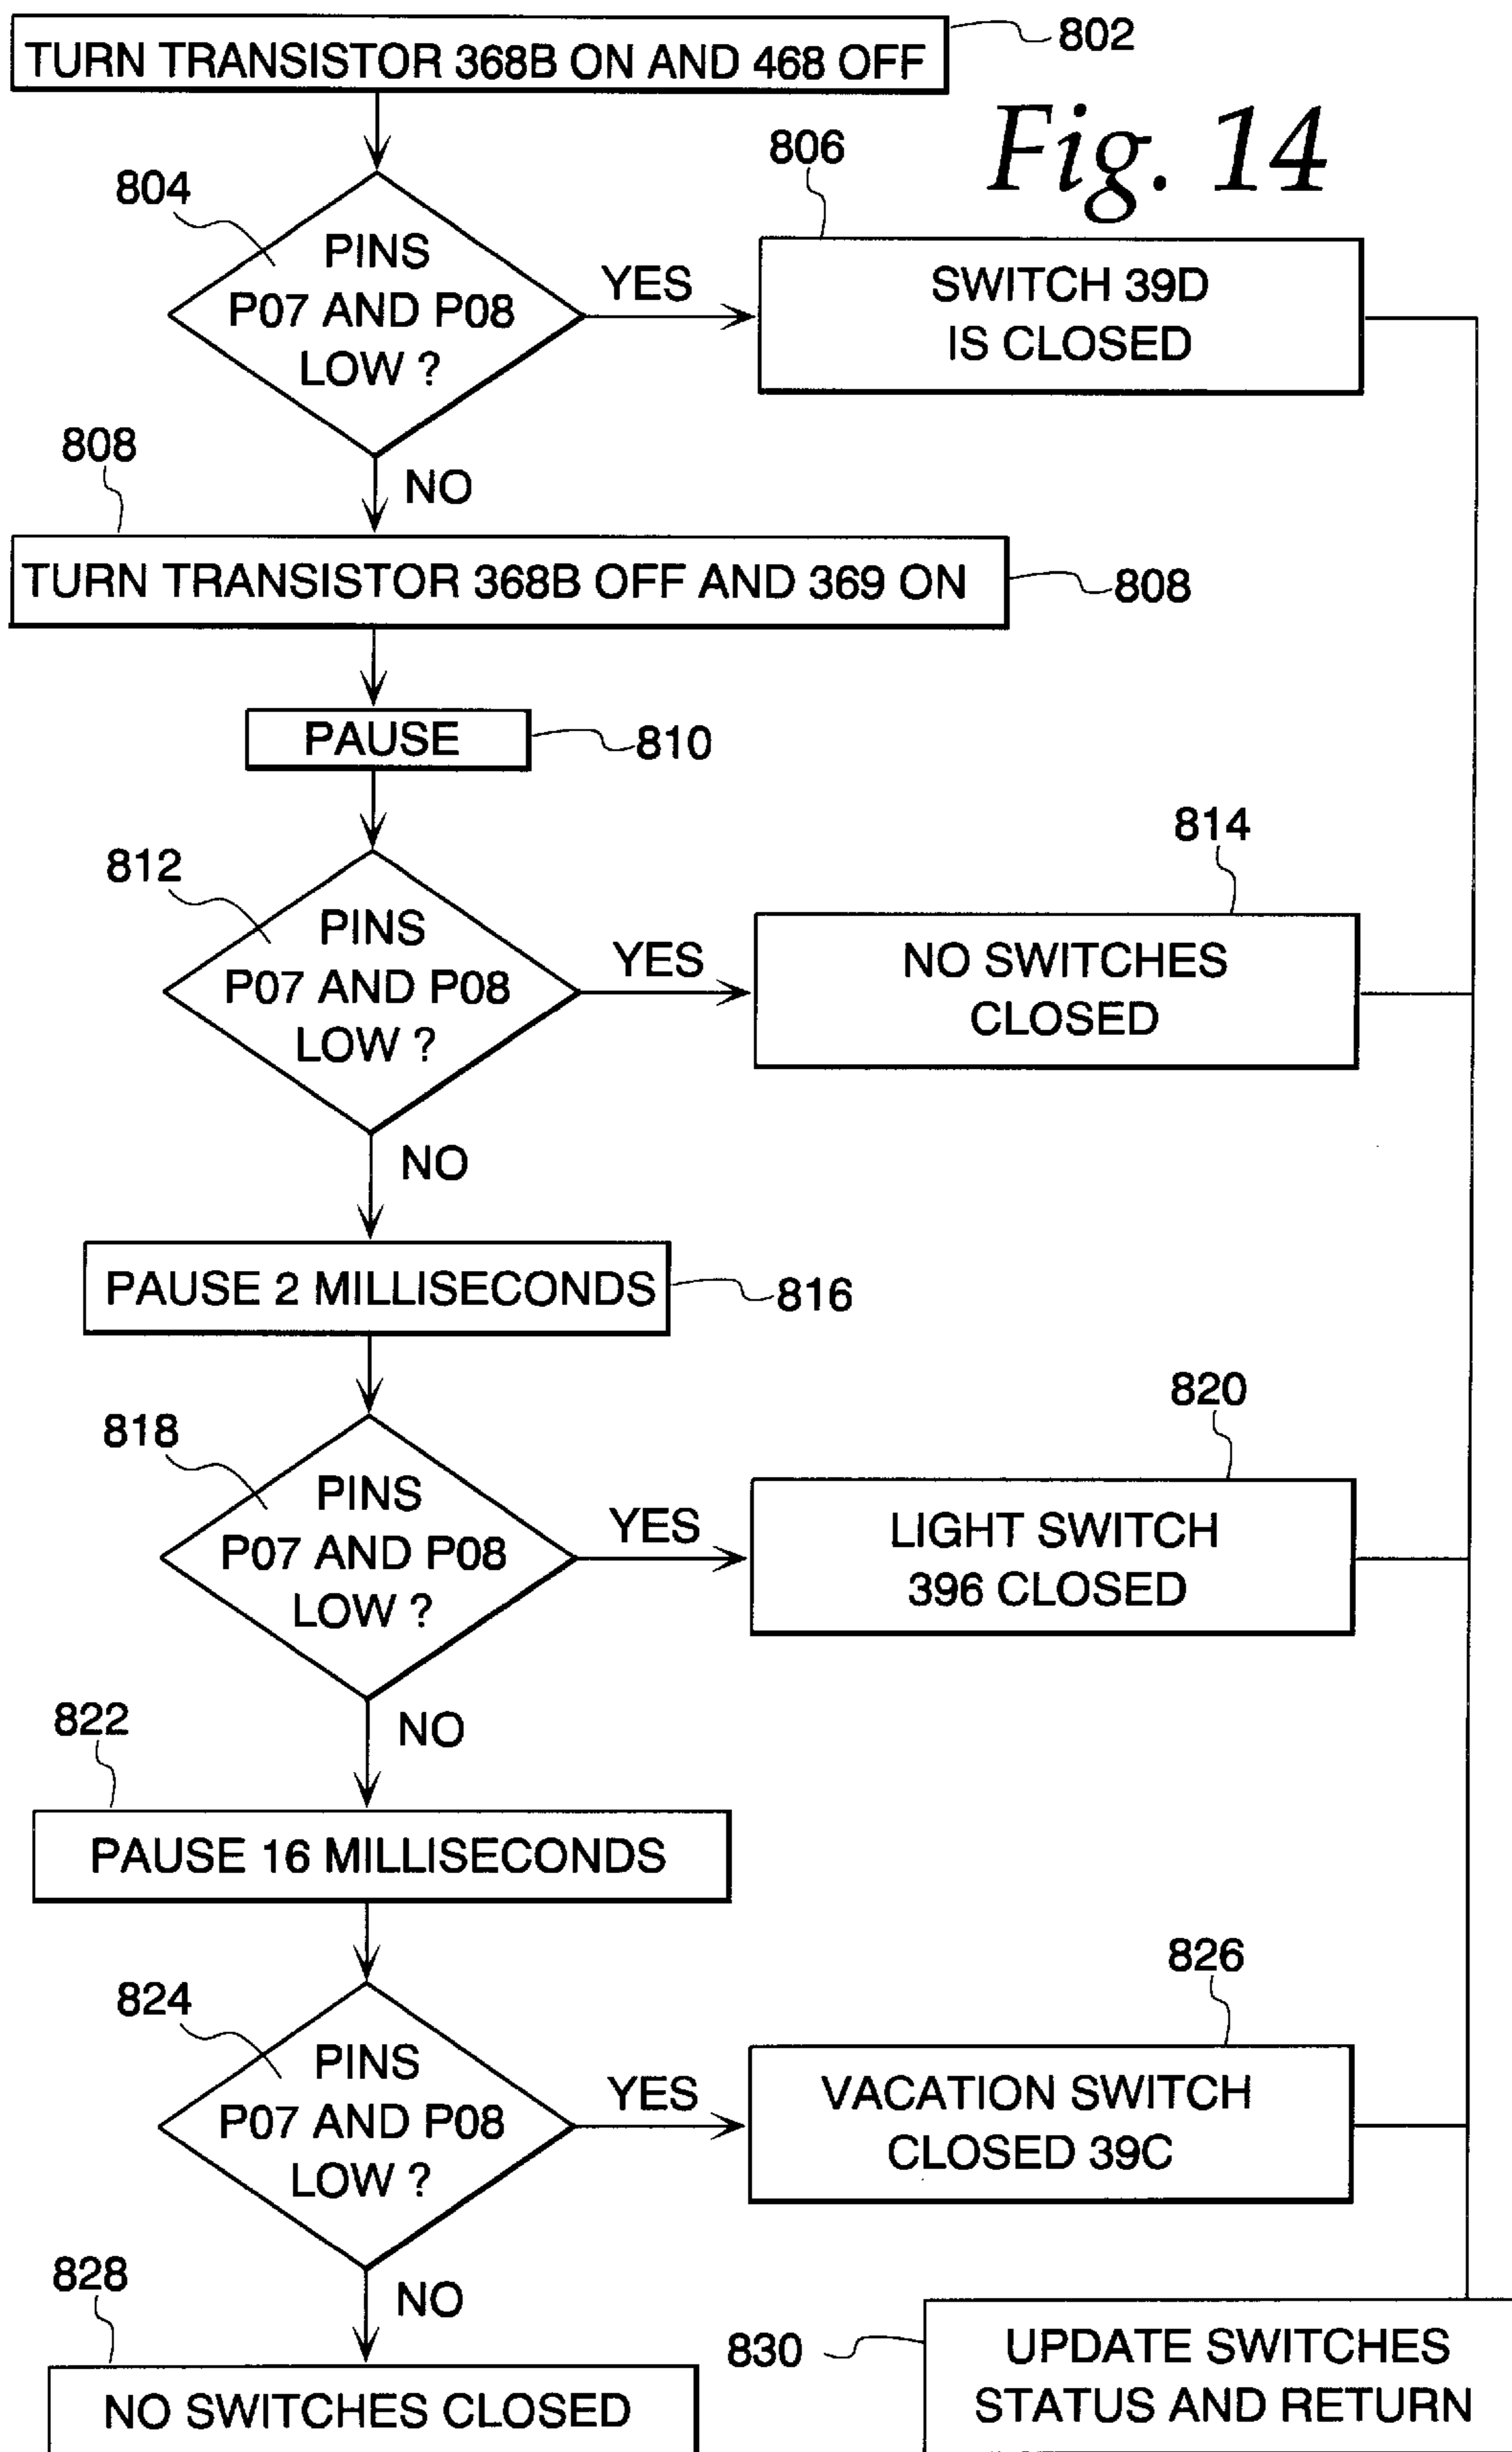 TURN TRANSISTOR 368B ON AND 468 OFF
802
Fig. 14
804
PINS
P07 AND P08
LOW ?
YES
806
SWITCH 39D
IS CLOSED
NO
808
TURN TRANSISTOR 368B OFF AND 369 ON
808
PAUSE
810
812
PINS
P07 AND P08
LOW ?
YES
814
NO SWITCHES
CLOSED
NO
PAUSE 2 MILLISECONDS
816
818
PINS
P07 AND P08
LOW ?
YES
820
LIGHT SWITCH
396 CLOSED
NO
822
PAUSE 16 MILLISECONDS
824
PINS
P07 AND P08
LOW ?
YES
826
VACATION SWITCH
CLOSED 39C
NO
828
NO SWITCHES CLOSED
830
UPDATE SWITCHES
STATUS AND RETURN